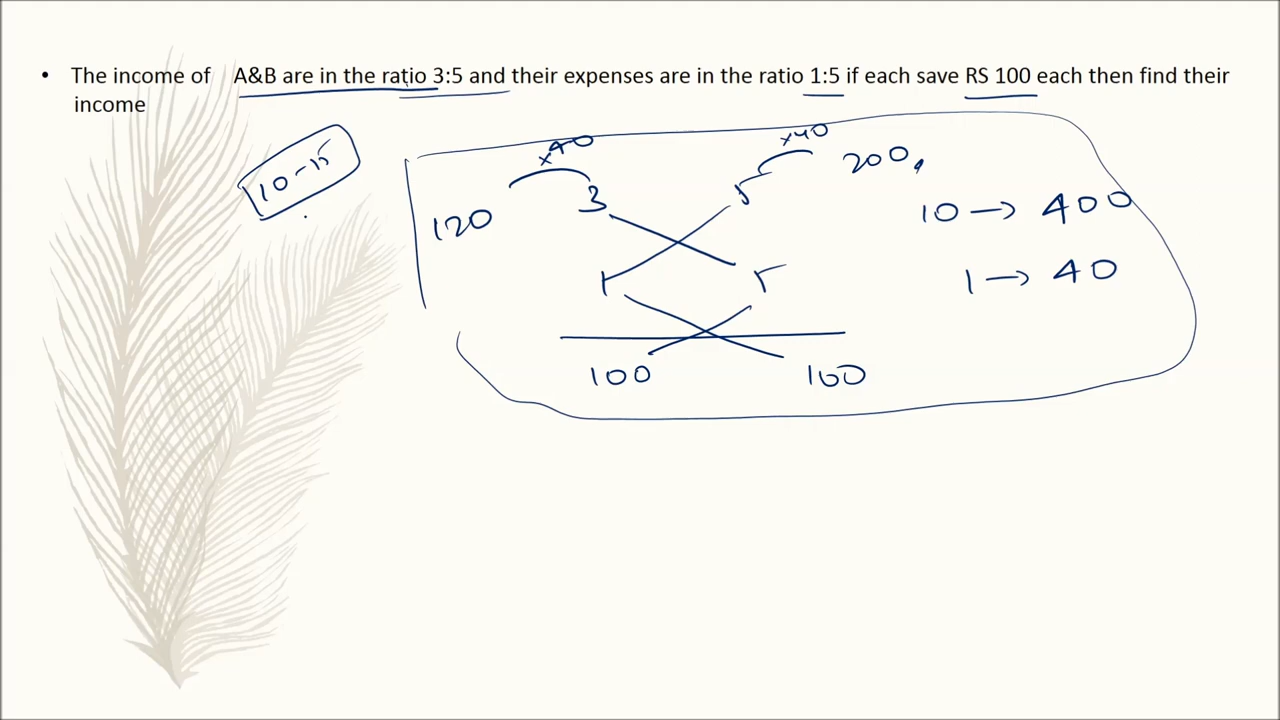 • The income of A&B are in the ratio 3:5 and their expenses are in the ratio 1:5 if each save RS 100 each then find their
income
10-15
×40 ×40
120 3 5 200
10 → 400
1 5
1 → 40
100 100